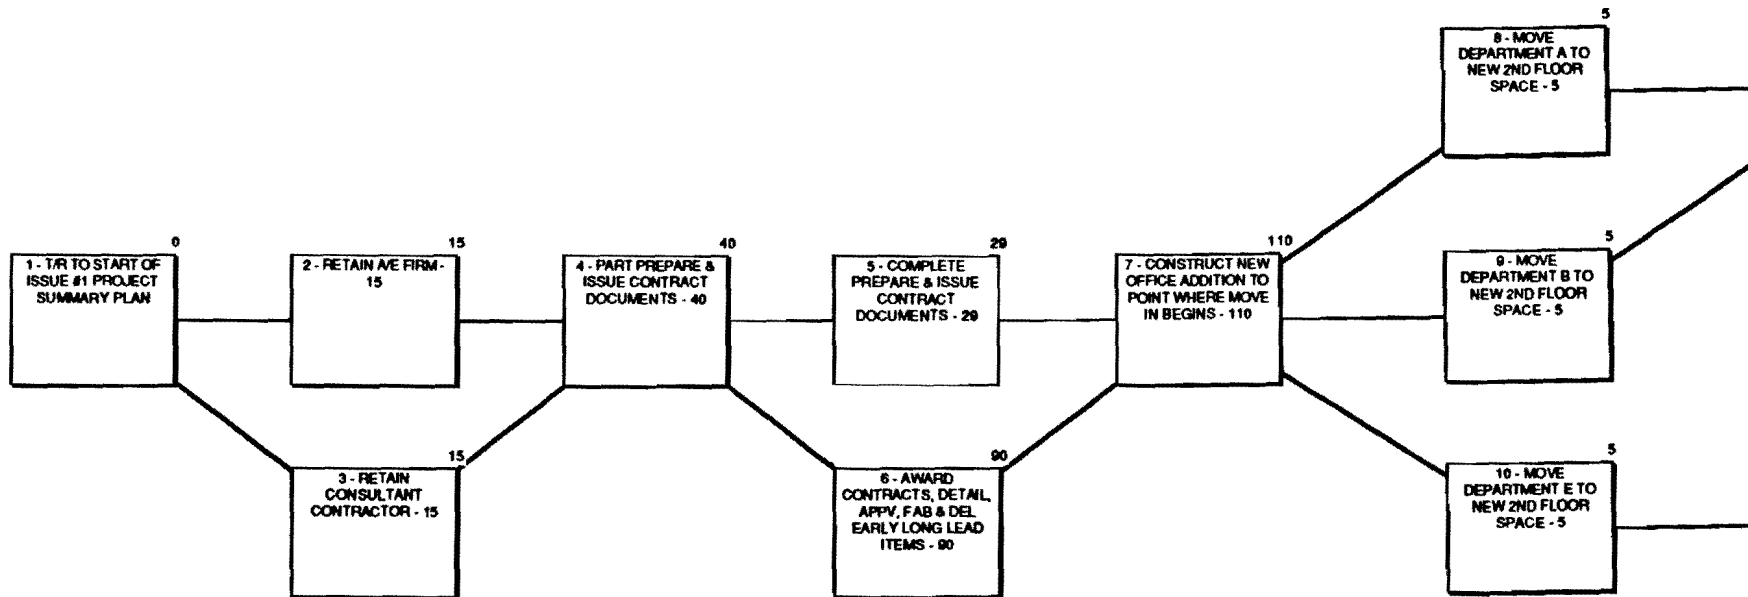 0
1 - T/R TO START OF
ISSUE #1 PROJECT
SUMMARY PLAN
15
2 - RETAIN A/E FIRM -
15
15
3 - RETAIN
CONSULTANT
CONTRACTOR - 15
40
4 - PART PREPARE &
ISSUE CONTRACT
DOCUMENTS - 40
29
5 - COMPLETE
PREPARE & ISSUE
CONTRACT
DOCUMENTS - 29
90
6 - AWARD
CONTRACTS, DETAIL,
APPV, FAB & DEL
EARLY LONG LEAD
ITEMS - 90
110
7 - CONSTRUCT NEW
OFFICE ADDITION TO
POINT WHERE MOVE
IN BEGINS - 110
5
8 - MOVE
DEPARTMENT A TO
NEW 2ND FLOOR
SPACE - 5
5
9 - MOVE
DEPARTMENT B TO
NEW 2ND FLOOR
SPACE - 5
5
10 - MOVE
DEPARTMENT E TO
NEW 2ND FLOOR
SPACE - 5